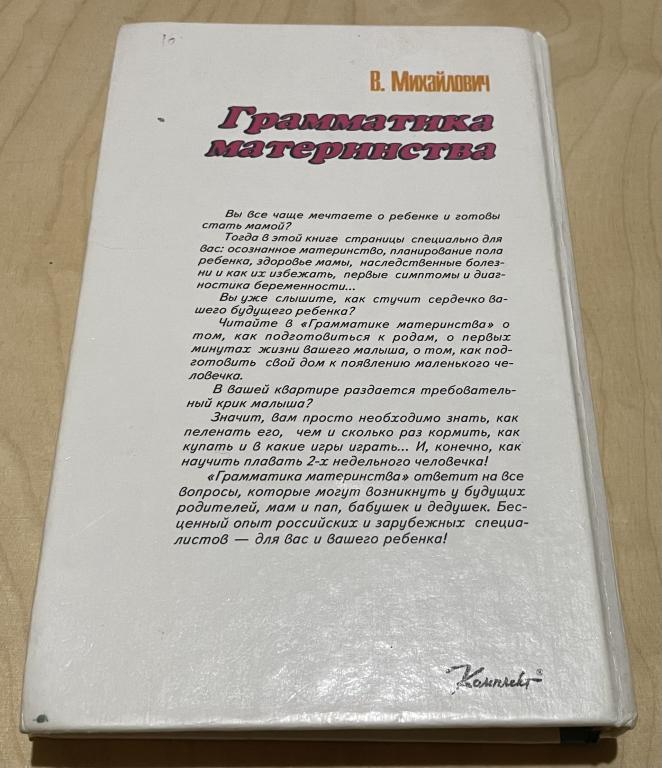 10
В. Михайлович
Грамматика
материнства
Вы все чаще мечтаете о ребенке и готовы
стать мамой?
Тогда в этой книге страницы специально для
вас: осознанное материнство, планирование пола
ребенка, здоровье мамы, наследственные болез-
ни и как их избежать, первые симптомы и диаг-
ностика беременности...
Вы уже слышите, как стучит сердечко ва-
шего будущего ребенка?
Читайте в «Грамматике материнства» о
том, как подготовиться к родам, о первых
минутах жизни вашего малыша, о том, как под-
готовить свой дом к появлению маленького че-
ловечка.
В вашей квартире раздается требователь-
ный крик малыша?
Значит, вам просто необходимо знать, как
пеленать его, чем и сколько раз кормить, как
купать и в какие игры играть... И, конечно, как
научить плавать 2-х недельного человечка!
«Грамматика материнства» ответит на все
вопросы, которые могут возникнуть у будущих
родителей, мам и пап, бабушек и дедушек. Бес-
ценный опыт российских и зарубежных специа-
листов — для вас и вашего ребенка!
"Комплект"®